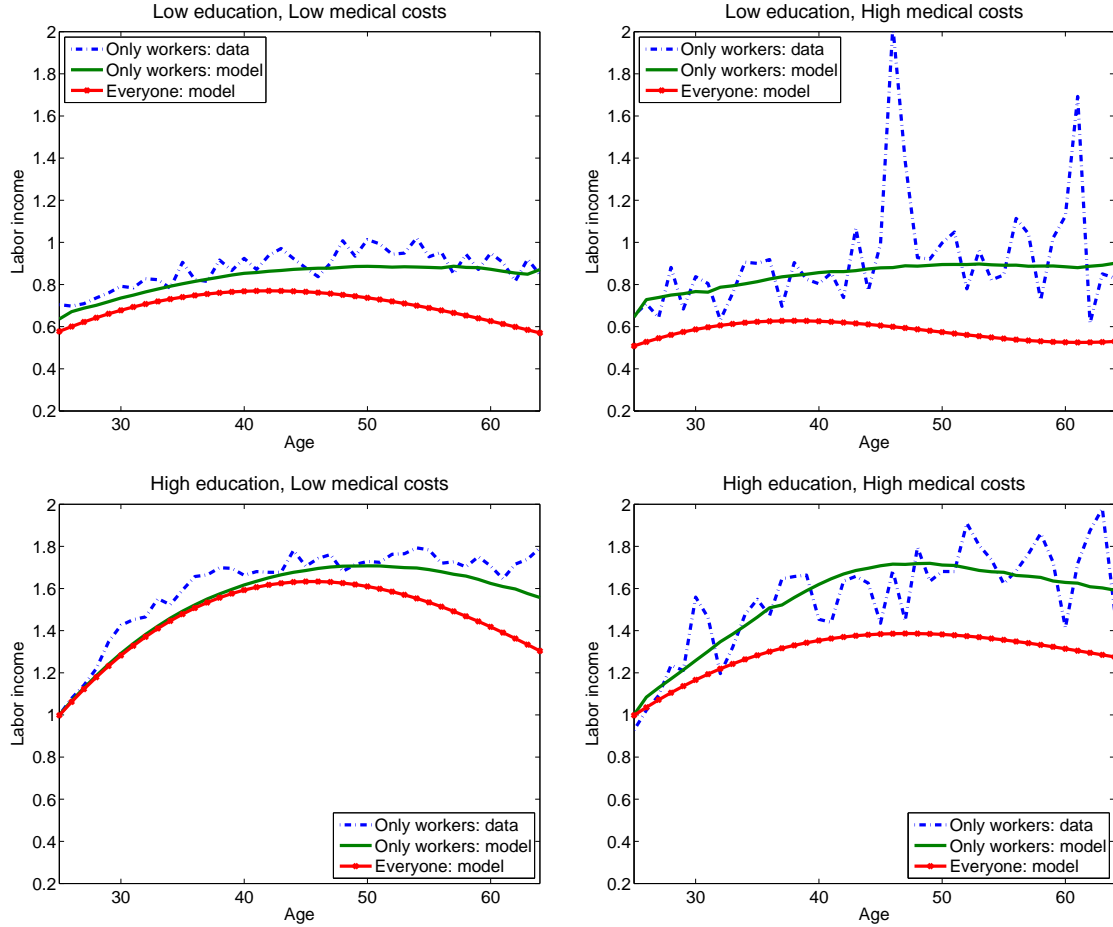 Low education, Low medical costs
2
1.8
1.6
1.4
1.2
1
0.8
0.6
0.4
0.2
Labor income
Only workers: data
Only workers: model
Everyone: model
30 40 50 60
Age
Low education, High medical costs
2
1.8
1.6
1.4
1.2
1
0.8
0.6
0.4
0.2
Labor income
Only workers: data
Only workers: model
Everyone: model
30 40 50 60
Age
High education, Low medical costs
2
1.8
1.6
1.4
1.2
1
0.8
0.6
0.4
0.2
Labor income
Only workers: data
Only workers: model
Everyone: model
30 40 50 60
Age
High education, High medical costs
2
1.8
1.6
1.4
1.2
1
0.8
0.6
0.4
0.2
Labor income
Only workers: data
Only workers: model
Everyone: model
30 40 50 60
Age